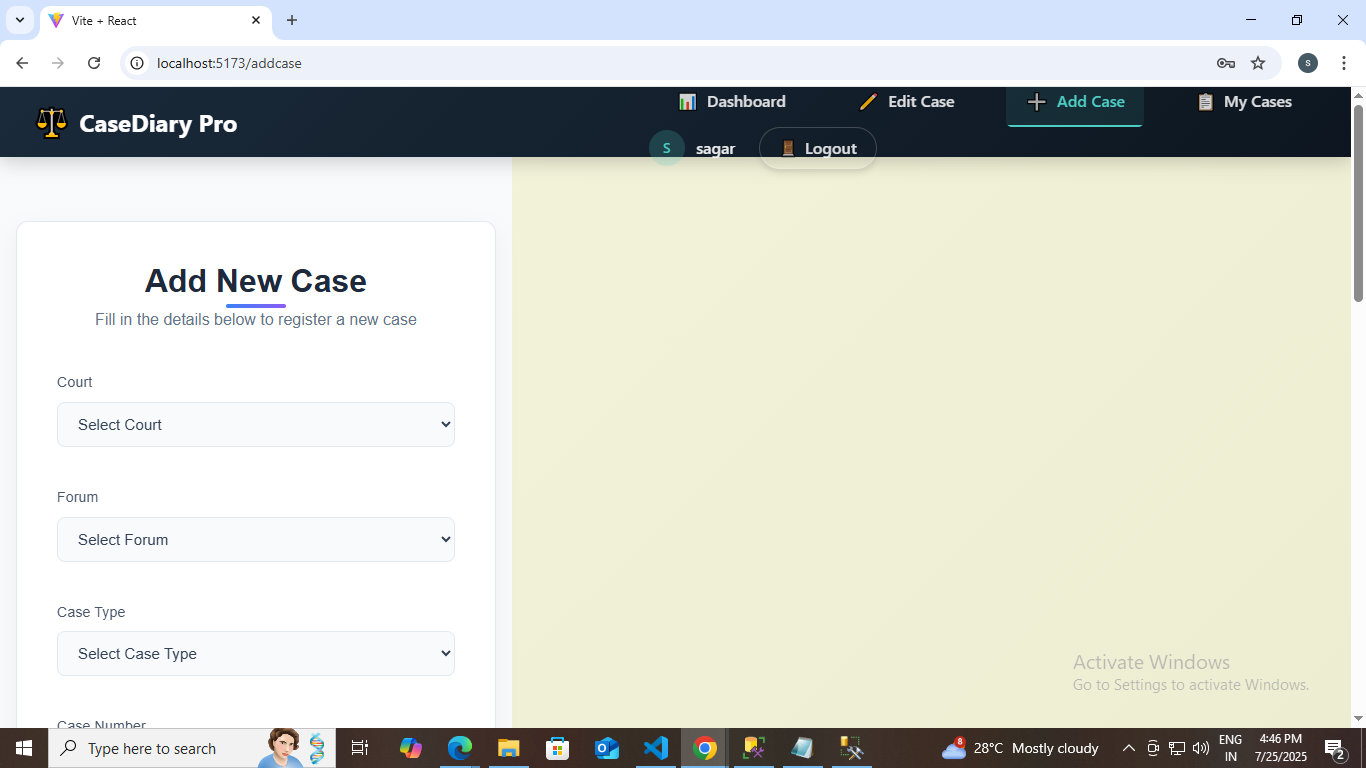 Vite + React
localhost:5173/addcase
S
CaseDiary Pro
Dashboard
Edit Case
Add Case
My Cases
S
sagar
Logout
Add New Case
Fill in the details below to register a new case
Court
Select Court
Forum
Select Forum
Case Type
Select Case Type
Case Number
Activate Windows
Go to Settings to activate Windows.
Type here to search
8
28°C Mostly cloudy
ENG
IN
4:46 PM
7/25/2025
2